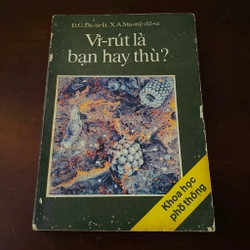 Vi-rút là
bạn hay thù?
Khoa học
phổ thông